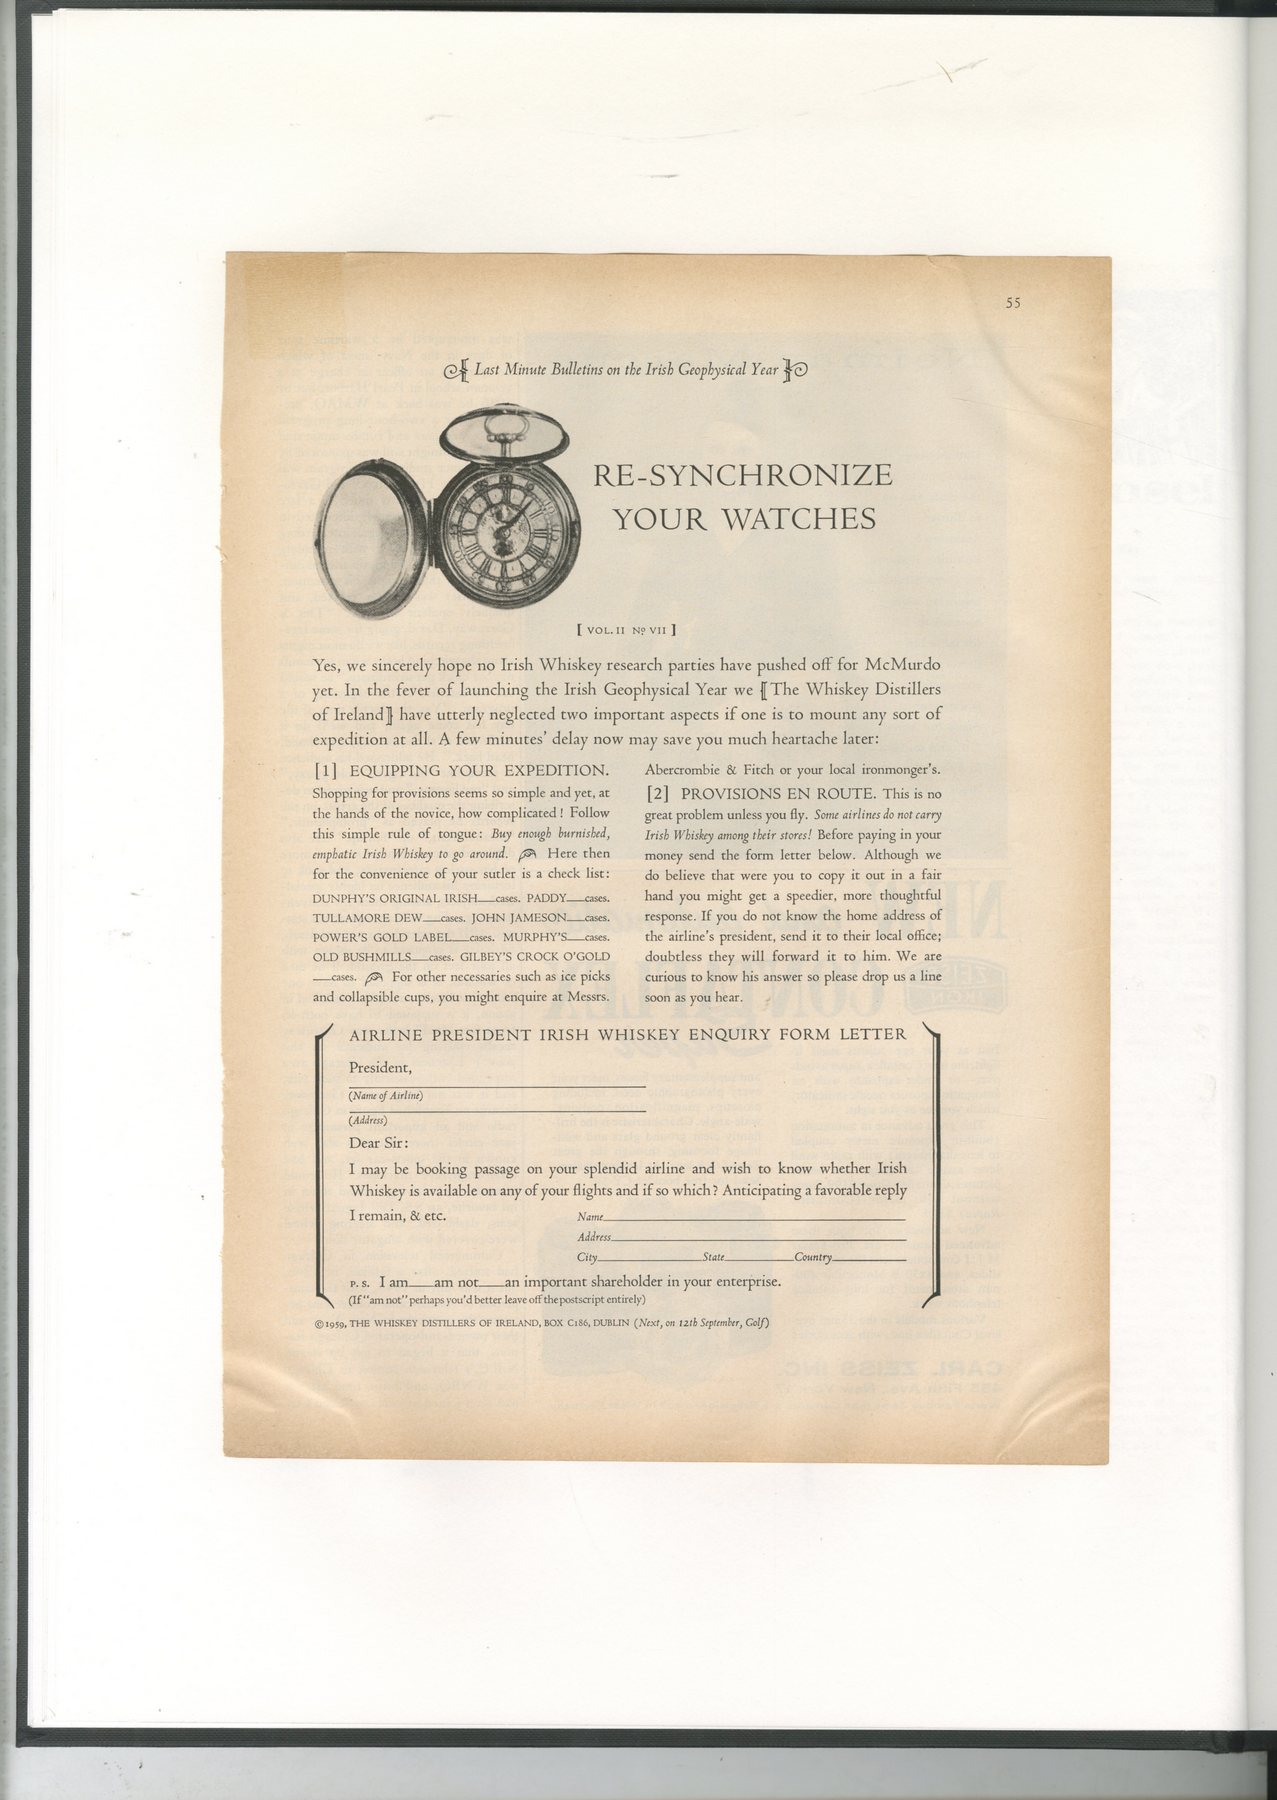 55
Last Minute Bulletins on the Irish Geophysical Year
RE-SYNCHRONIZE
YOUR WATCHES
[ VOL. II Nº VII ]
Yes, we sincerely hope no Irish Whiskey research parties have pushed off for McMurdo
yet. In the fever of launching the Irish Geophysical Year we [The Whiskey Distillers
of Ireland] have utterly neglected two important aspects if one is to mount any sort of
expedition at all. A few minutes' delay now may save you much heartache later:
[1] EQUIPPING YOUR EXPEDITION.
Shopping for provisions seems so simple and yet, at
the hands of the novice, how complicated! Follow
this simple rule of tongue: Buy enough burnished,
emphatic Irish Whiskey to go around. Here then
for the convenience of your sutler is a check list:
DUNPHY'S ORIGINAL IRISH___cases. PADDY___cases.
TULLAMORE DEW___cases. JOHN JAMESON___cases.
POWER'S GOLD LABEL___cases. MURPHY'S___cases.
OLD BUSHMILLS___cases. GILBEY'S CROCK O'GOLD
___cases. For other necessaries such as ice picks
and collapsible cups, you might enquire at Messrs.
Abercrombie & Fitch or your local ironmonger's.
[2] PROVISIONS EN ROUTE. This is no
great problem unless you fly. Some airlines do not carry
Irish Whiskey among their stores! Before paying in your
money send the form letter below. Although we
do believe that were you to copy it out in a fair
hand you might get a speedier, more thoughtful
response. If you do not know the home address of
the airline's president, send it to their local office;
doubtless they will forward it to him. We are
curious to know his answer so please drop us a line
soon as you hear.
AIRLINE PRESIDENT IRISH WHISKEY ENQUIRY FORM LETTER
President,
(Name of Airline)
(Address)
Dear Sir:
I may be booking passage on your splendid airline and wish to know whether Irish
Whiskey is available on any of your flights and if so which? Anticipating a favorable reply
I remain, & etc. Name
Address
City State Country
P. S. I am___am not___an important shareholder in your enterprise.
(If "am not" perhaps you'd better leave off the postscript entirely)
©1959, THE WHISKEY DISTILLERS OF IRELAND, BOX C186, DUBLIN (Next, on 12th September, Golf)